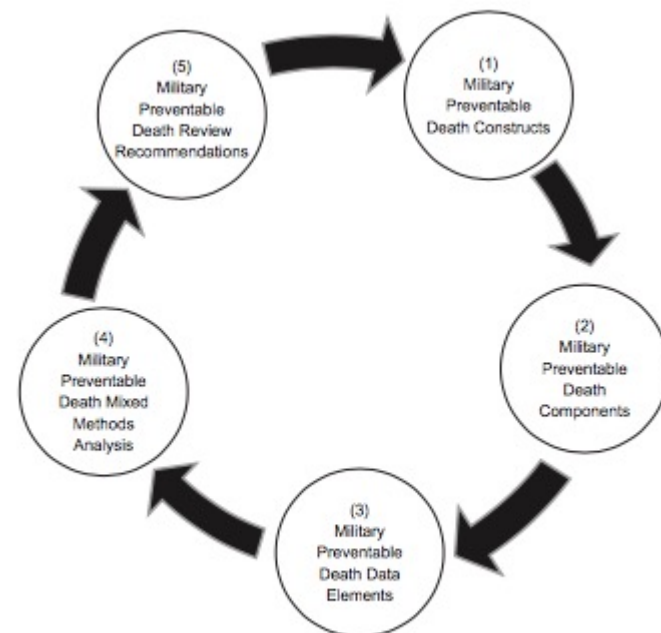 (1)
Military
Preventable
Death Constructs
(2)
Military
Preventable
Death
Components
(3)
Military
Preventable
Death Data
Elements
(4)
Military
Preventable
Death Mixed
Methods
Analysis
(5)
Military
Preventable
Death Review
Recommendations